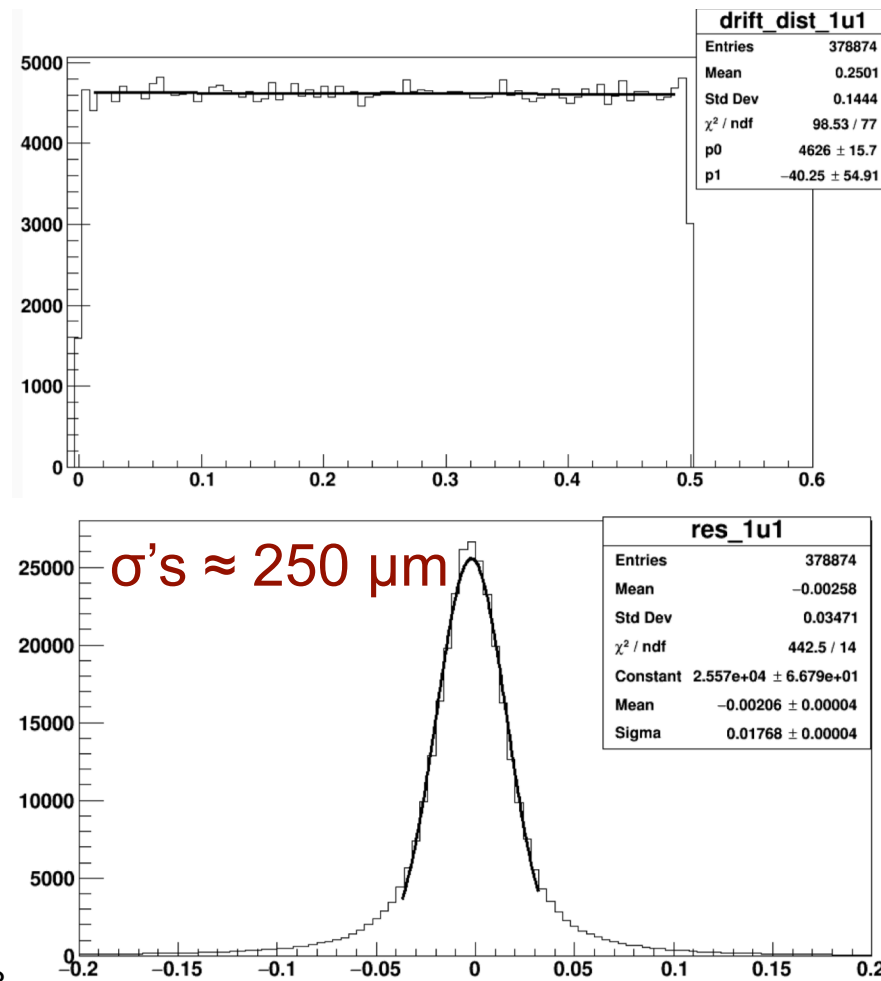 drift_dist_1u1
Entries 378874
Mean 0.2501
Std Dev 0.1444
χ² / ndf 98.53 / 77
p0 4626 ± 15.7
p1 −40.25 ± 54.91
5000
4000
3000
2000
1000
0
0 0.1 0.2 0.3 0.4 0.5 0.6
σ's ≈ 250 μm
res_1u1
Entries 378874
Mean −0.00258
Std Dev 0.03471
χ² / ndf 442.5 / 14
Constant 2.557e+04 ± 6.679e+01
Mean −0.00206 ± 0.00004
Sigma 0.01768 ± 0.00004
25000
20000
15000
10000
5000
0
−0.2 −0.15 −0.1 −0.05 0 0.05 0.1 0.15 0.2